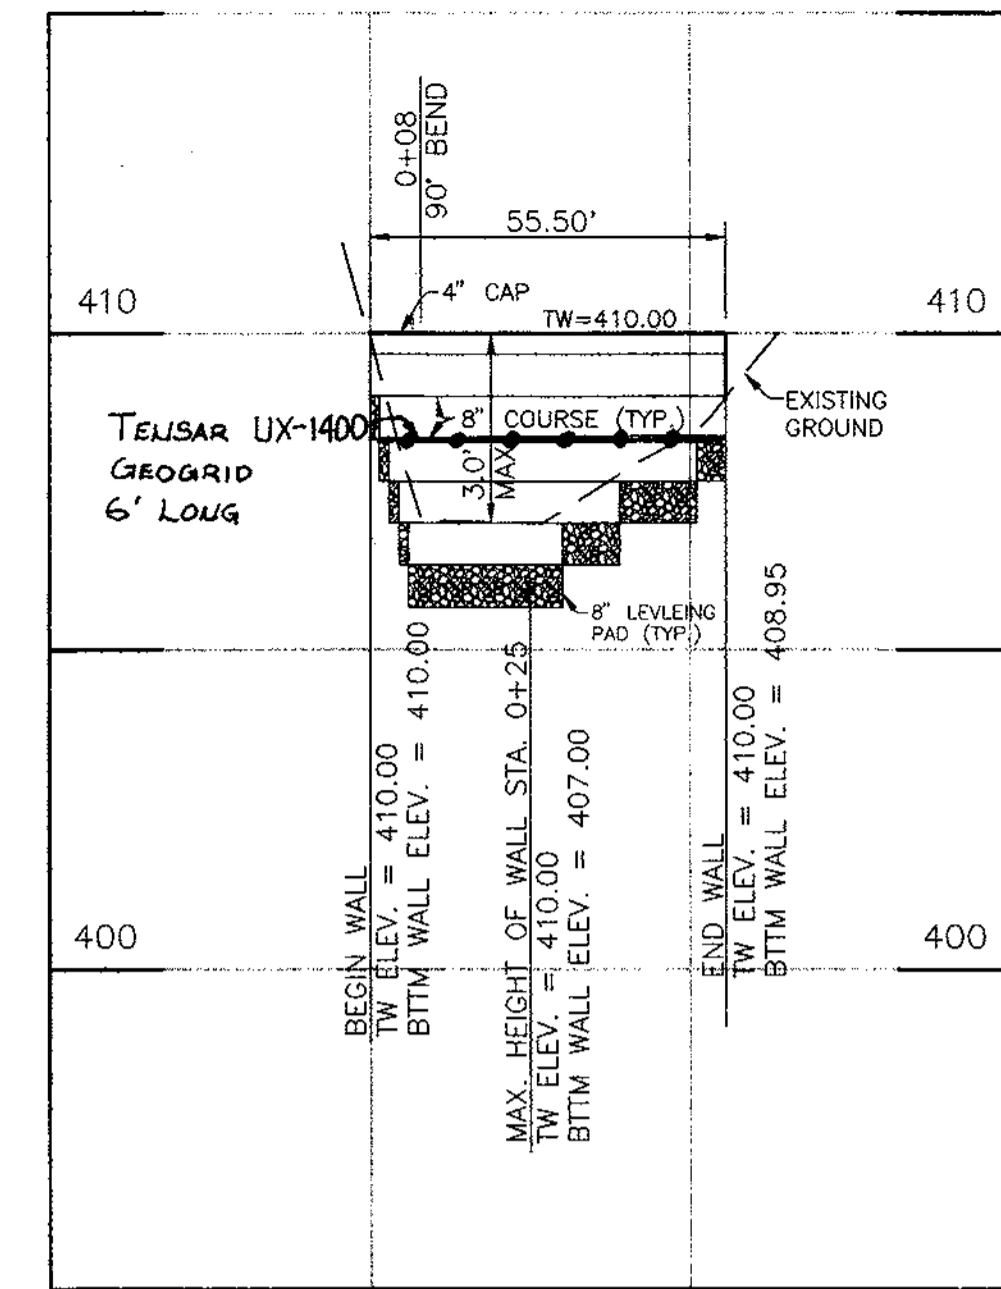 0+08
90° BEND
55.50'
4" CAP
410
TW=410.00
410
EXISTING
GROUND
TENSAR UX-1400
GEOGRID
6' LONG
8" COURSE (TYP.)
3.0'
MAX
8" LEVLEING
PAD (TYP.)
BEGIN WALL
TW ELEV. = 410.00
BTTM WALL ELEV. = 410.00
MAX. HEIGHT OF WALL STA. 0+25
TW ELEV. = 410.00
BTTM WALL ELEV. = 407.00
END WALL
TW ELEV. = 410.00
BTTM WALL ELEV. = 408.95
400
400